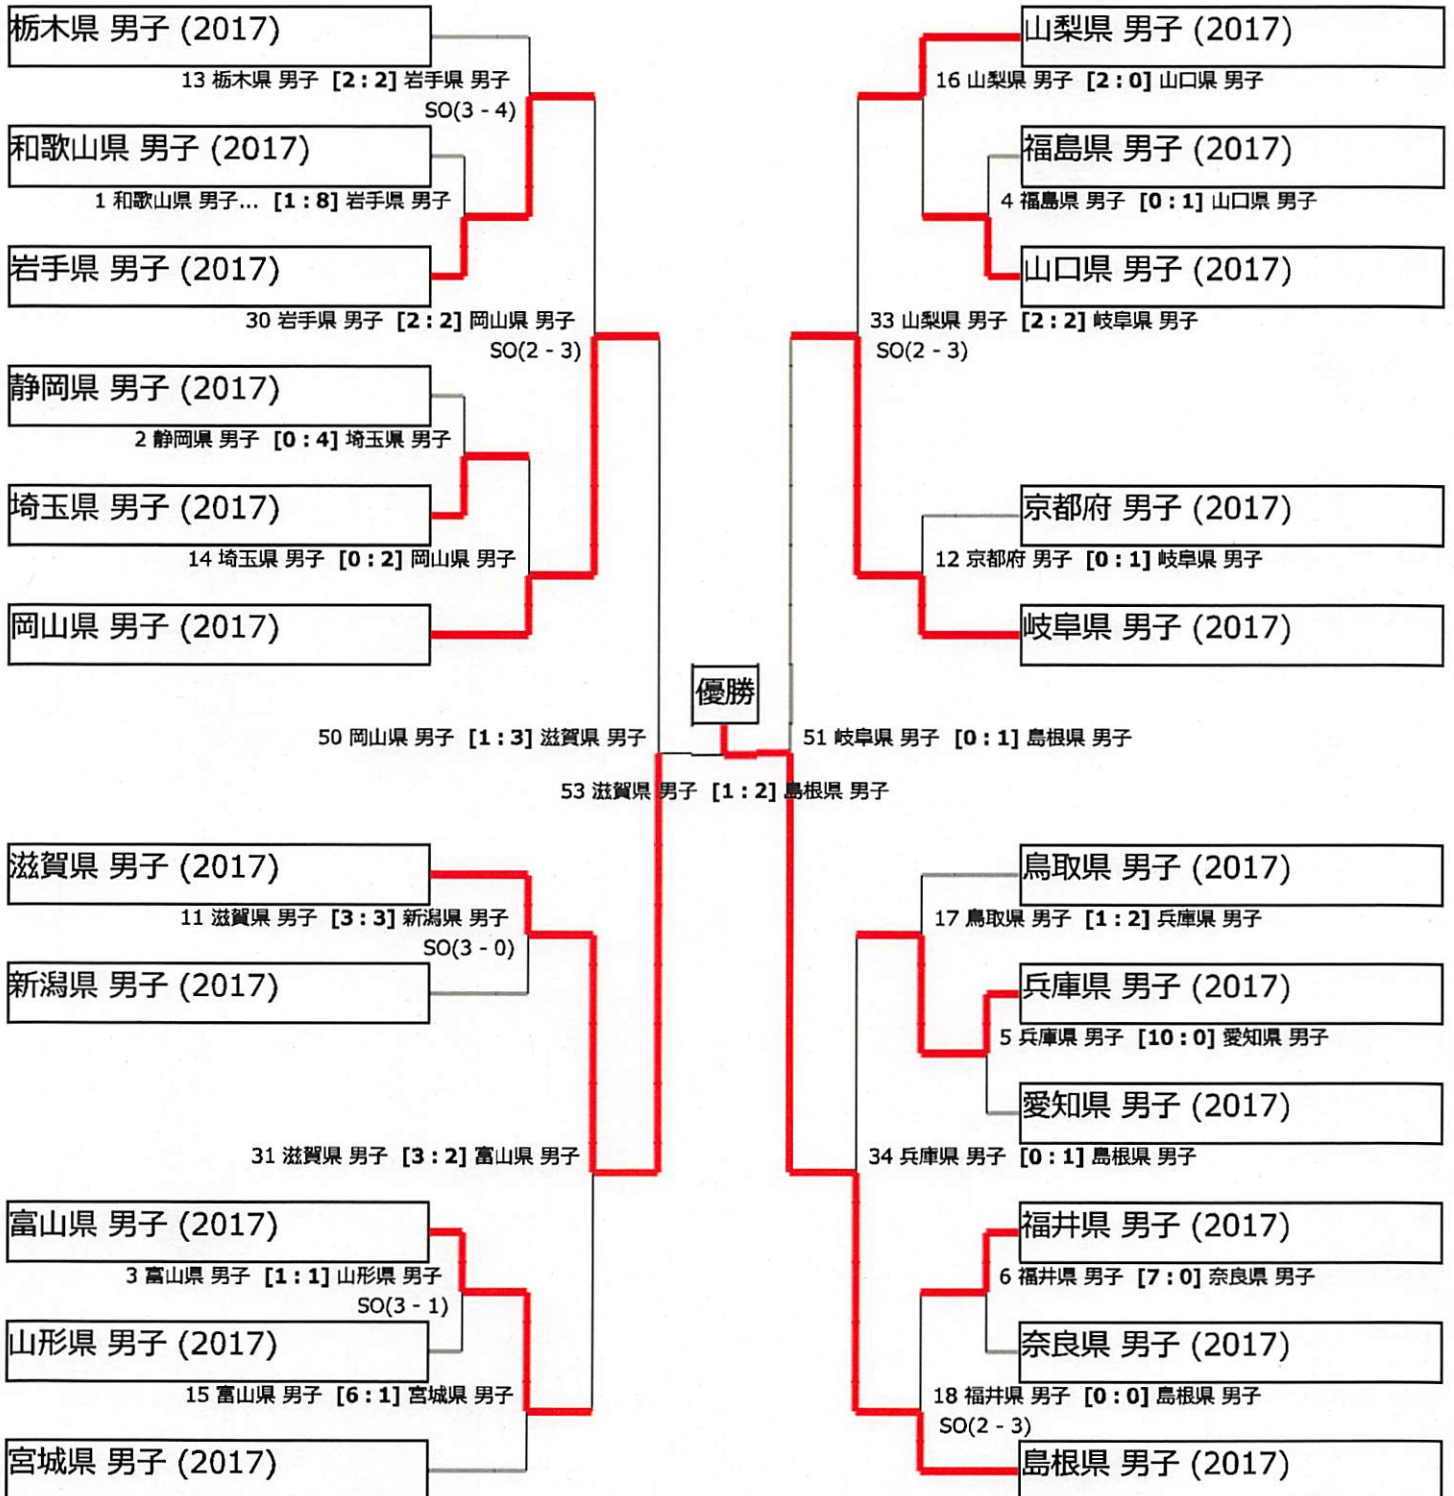 栃木県 男子 (2017)
13 栃木県 男子 [2 : 2] 岩手県 男子
SO(3 - 4)
和歌山県 男子 (2017)
1 和歌山県 男子... [1 : 8] 岩手県 男子
岩手県 男子 (2017)
30 岩手県 男子 [2 : 2] 岡山県 男子
SO(2 - 3)
静岡県 男子 (2017)
2 静岡県 男子 [0 : 4] 埼玉県 男子
埼玉県 男子 (2017)
14 埼玉県 男子 [0 : 2] 岡山県 男子
岡山県 男子 (2017)
50 岡山県 男子 [1 : 3] 滋賀県 男子
滋賀県 男子 (2017)
11 滋賀県 男子 [3 : 3] 新潟県 男子
SO(3 - 0)
新潟県 男子 (2017)
31 滋賀県 男子 [3 : 2] 富山県 男子
富山県 男子 (2017)
3 富山県 男子 [1 : 1] 山形県 男子
SO(3 - 1)
山形県 男子 (2017)
15 富山県 男子 [6 : 1] 宮城県 男子
宮城県 男子 (2017)
優勝
53 滋賀県 男子 [1 : 2] 島根県 男子
山梨県 男子 (2017)
16 山梨県 男子 [2 : 0] 山口県 男子
福島県 男子 (2017)
4 福島県 男子 [0 : 1] 山口県 男子
山口県 男子 (2017)
33 山梨県 男子 [2 : 2] 岐阜県 男子
SO(2 - 3)
京都府 男子 (2017)
12 京都府 男子 [0 : 1] 岐阜県 男子
岐阜県 男子 (2017)
51 岐阜県 男子 [0 : 1] 島根県 男子
鳥取県 男子 (2017)
17 鳥取県 男子 [1 : 2] 兵庫県 男子
兵庫県 男子 (2017)
5 兵庫県 男子 [10 : 0] 愛知県 男子
愛知県 男子 (2017)
34 兵庫県 男子 [0 : 1] 島根県 男子
福井県 男子 (2017)
6 福井県 男子 [7 : 0] 奈良県 男子
奈良県 男子 (2017)
18 福井県 男子 [0 : 0] 島根県 男子
SO(2 - 3)
島根県 男子 (2017)